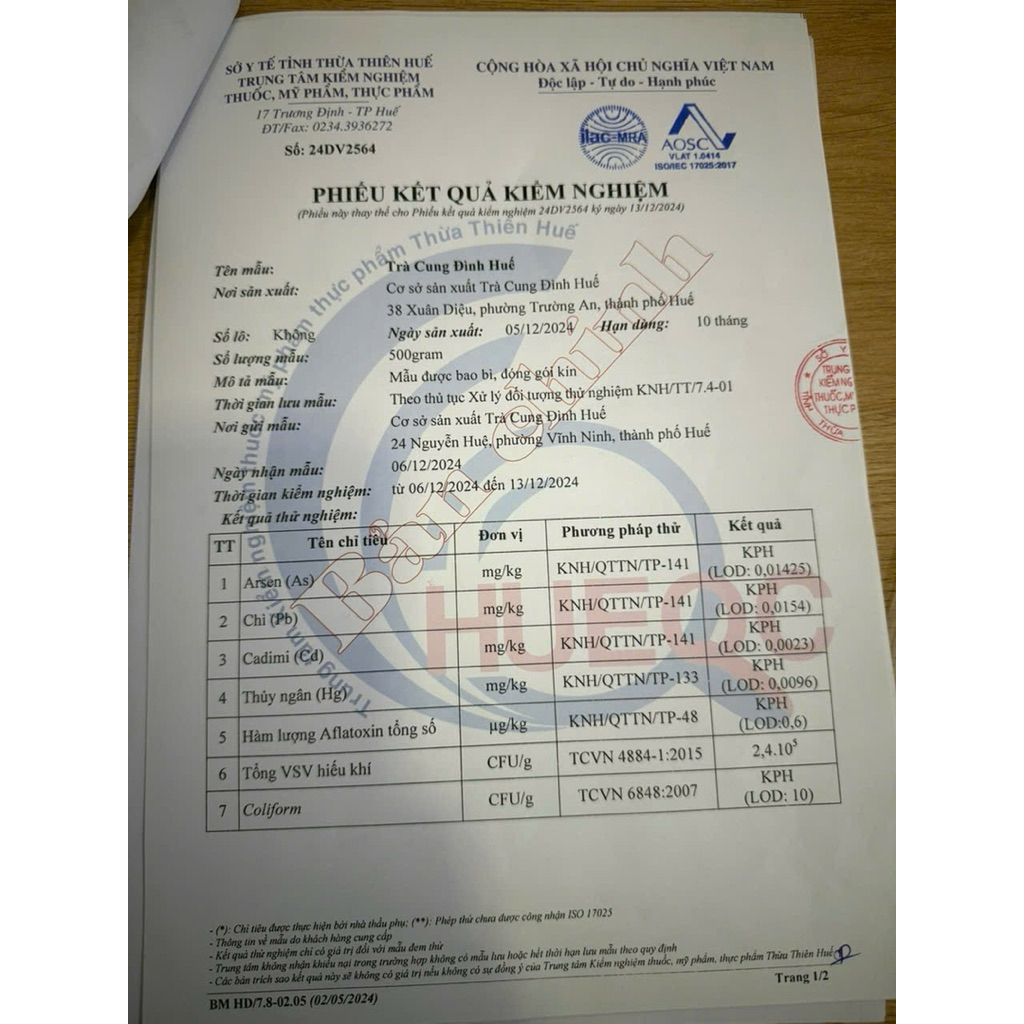 SỞ Y TẾ TỈNH THỪA THIÊN HUẾ
TRUNG TÂM KIỂM NGHIỆM
THUỐC, MỸ PHẨM, THỰC PHẨM
17 Trương Định - TP Huế
ĐT/Fax: 0234.3936272
Số: 24DV2564
CỘNG HÒA XÃ HỘI CHỦ NGHĨA VIỆT NAM
Độc lập - Tự do - Hạnh phúc
ilac-MRA
AOSC
VLAT 1.0414
ISO/IEC 17025:2017
PHIẾU KẾT QUẢ KIỂM NGHIỆM
(Phiếu này thay thế cho Phiếu kết quả kiểm nghiệm 24DV2564 ký ngày 13/12/2024)
Tên mẫu: Trà Cung Đình Huế
Nơi sản xuất: Cơ sở sản xuất Trà Cung Đình Huế
38 Xuân Diệu, phường Trường An, thành phố Huế
Số lô: Không Ngày sản xuất: 05/12/2024 Hạn dùng: 10 tháng
Số lượng mẫu: 500gram
Mô tả mẫu: Mẫu được bao bì, đóng gói kín
Thời gian lưu mẫu: Theo thủ tục Xử lý đối tượng thử nghiệm KNH/TT/7.4-01
Nơi gửi mẫu: Cơ sở sản xuất Trà Cung Đình Huế
24 Nguyễn Huệ, phường Vĩnh Ninh, thành phố Huế
Ngày nhận mẫu: 06/12/2024
Thời gian kiểm nghiệm: từ 06/12/2024 đến 13/12/2024
Kết quả thử nghiệm:
TT Tên chỉ tiêu Đơn vị Phương pháp thử Kết quả
1 Arsen (As) mg/kg KNH/QTTN/TP-141 KPH (LOD: 0,01425)
2 Chì (Pb) mg/kg KNH/QTTN/TP-141 KPH (LOD: 0,0154)
3 Cadimi (Cd) mg/kg KNH/QTTN/TP-141 KPH (LOD: 0,0023)
4 Thủy ngân (Hg) mg/kg KNH/QTTN/TP-133 KPH (LOD: 0,0096)
5 Hàm lượng Aflatoxin tổng số µg/kg KNH/QTTN/TP-48 KPH (LOD:0,6)
6 Tổng VSV hiếu khí CFU/g TCVN 4884-1:2015 2,4.10⁵
7 Coliform CFU/g TCVN 6848:2007 KPH (LOD: 10)
Bản chính
HUEQC
SỞ Y
TRUNG
KIỂM NG
THUỐC, M
THỰC P
TỈNH THỪA
- (*): Chỉ tiêu được thực hiện bởi nhà thầu phụ; (**): Phép thử chưa được công nhận ISO 17025
- Thông tin về mẫu do khách hàng cung cấp
- Kết quả thử nghiệm chỉ có giá trị đối với mẫu đem thử
- Trung tâm không nhận khiếu nại trong trường hợp không có mẫu lưu hoặc hết thời hạn lưu mẫu theo quy định
- Các bản trích sao kết quả này sẽ không có giá trị nếu không có sự đồng ý của Trung tâm Kiểm nghiệm thuốc, mỹ phẩm, thực phẩm Thừa Thiên Huế
BM HD/7.8-02.05 (02/05/2024)
Trang 1/2